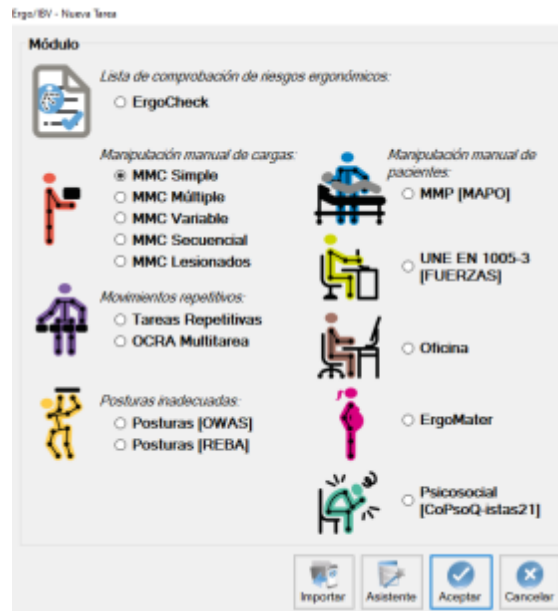 Ergo/IBV - Nueva Tarea
Módulo
Lista de comprobación de riesgos ergonómicos:
ErgoCheck
Manipulación manual de cargas:
MMC Simple
MMC Múltiple
MMC Variable
MMC Secuencial
MMC Lesionados
Movimientos repetitivos:
Tareas Repetitivas
OCRA Multitarea
Posturas inadecuadas:
Posturas [OWAS]
Posturas [REBA]
Manipulación manual de
pacientes:
MMP [MAPO]
UNE EN 1005-3
[FUERZAS]
Oficina
ErgoMater
Psicosocial
[CoPsoQ-istas21]
Importar
Asistente
Aceptar
Cancelar